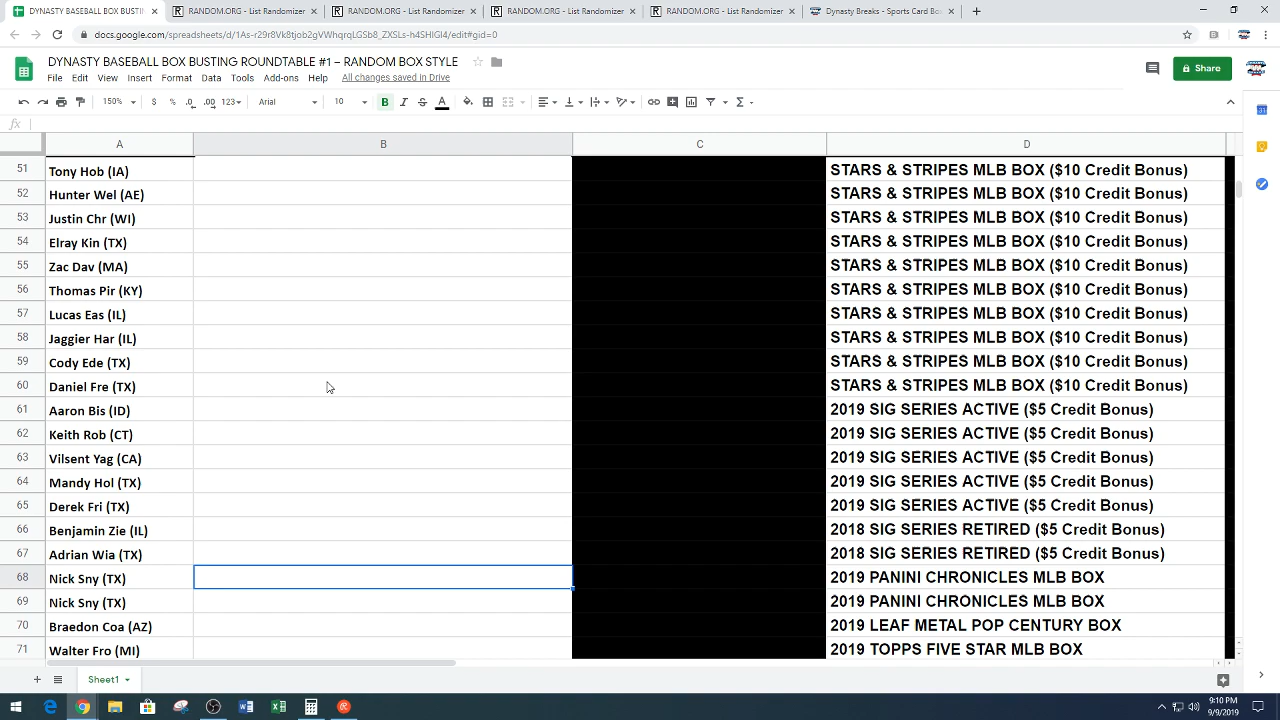 DYNASTY BASEBALL BOX BUSTIN
RANDOM.ORG - List Randomizer
RANDOM.ORG - List Randomizer
RANDOM.ORG - List Randomizer
RANDOM.ORG - List Randomizer
Dynasty Breaks - Sports Card Box
docs.google.com/spreadsheets/d/1As-r29r8Vk8tjob2gVWhqrqLGSb8_ZXSLs-h4SHIGI4/edit#gid=0
DYNASTY BASEBALL BOX BUSTING ROUNDTABLE #1 – RANDOM BOX STYLE
File Edit View Insert Format Data Tools Add-ons Help All changes saved in Drive
Share
150% $ % .0 .00 123 Arial 10 B I S A
fx
A B C D
51 Tony Hob (IA) STARS & STRIPES MLB BOX ($10 Credit Bonus)
52 Hunter Wel (AE) STARS & STRIPES MLB BOX ($10 Credit Bonus)
53 Justin Chr (WI) STARS & STRIPES MLB BOX ($10 Credit Bonus)
54 Elray Kin (TX) STARS & STRIPES MLB BOX ($10 Credit Bonus)
55 Zac Dav (MA) STARS & STRIPES MLB BOX ($10 Credit Bonus)
56 Thomas Pir (KY) STARS & STRIPES MLB BOX ($10 Credit Bonus)
57 Lucas Eas (IL) STARS & STRIPES MLB BOX ($10 Credit Bonus)
58 Jaggier Har (IL) STARS & STRIPES MLB BOX ($10 Credit Bonus)
59 Cody Ede (TX) STARS & STRIPES MLB BOX ($10 Credit Bonus)
60 Daniel Fre (TX) STARS & STRIPES MLB BOX ($10 Credit Bonus)
61 Aaron Bis (ID) 2019 SIG SERIES ACTIVE ($5 Credit Bonus)
62 Keith Rob (CT) 2019 SIG SERIES ACTIVE ($5 Credit Bonus)
63 Vilsent Yag (CA) 2019 SIG SERIES ACTIVE ($5 Credit Bonus)
64 Mandy Hol (TX) 2019 SIG SERIES ACTIVE ($5 Credit Bonus)
65 Derek Fri (TX) 2019 SIG SERIES ACTIVE ($5 Credit Bonus)
66 Benjamin Zie (IL) 2018 SIG SERIES RETIRED ($5 Credit Bonus)
67 Adrian Wia (TX) 2018 SIG SERIES RETIRED ($5 Credit Bonus)
68 Nick Sny (TX) 2019 PANINI CHRONICLES MLB BOX
69 Nick Sny (TX) 2019 PANINI CHRONICLES MLB BOX
70 Braedon Coa (AZ) 2019 LEAF METAL POP CENTURY BOX
71 Walter Fro (MI) 2019 TOPPS FIVE STAR MLB BOX
Sheet1
9:10 PM
9/9/2019